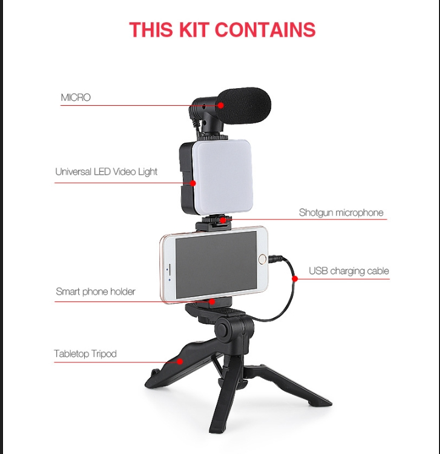 THIS KIT CONTAINS
MICRO
Universal LED Video Light
Shotgun microphone
USB charging cable
Smart phone holder
Tabletop Tripod